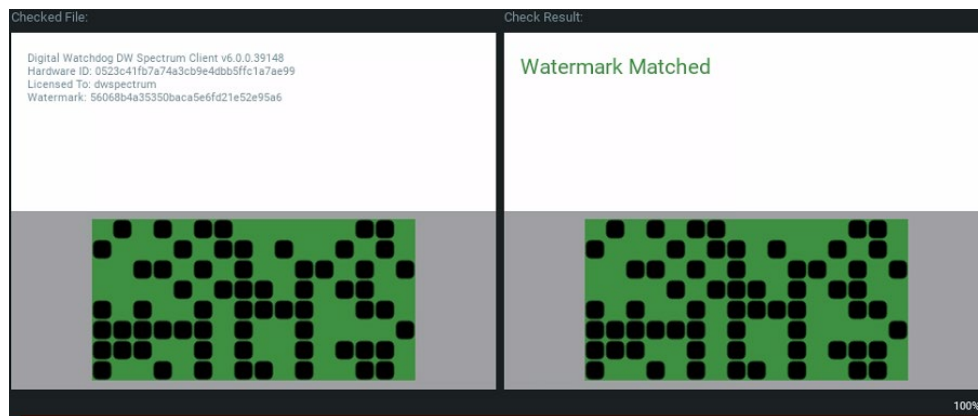 Checked File:
Digital Watchdog DW Spectrum Client v6.0.0.39148
Hardware ID: 0523c41fb7a74a3cb9e4dbb5ffc1a7ae99
Licensed To: dwspectrum
Watermark: 56068b4a35350baca5e6fd21e52e95a6
Check Result:
Watermark Matched
100%